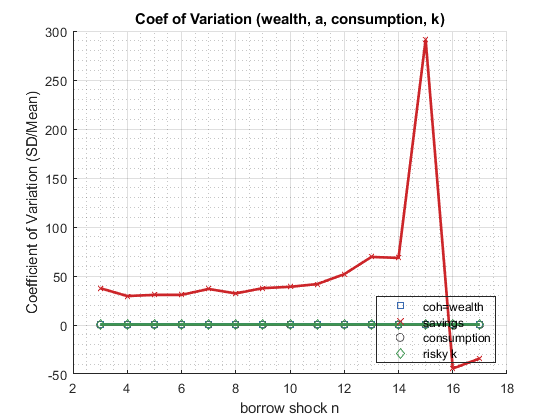 Coef of Variation (wealth, a, consumption, k)
Coefficient of Variation (SD/Mean)
300
250
200
150
100
50
0
-50
coh=wealth
savings
consumption
risky k
2
4
6
8
10
12
14
16
18
borrow shock n